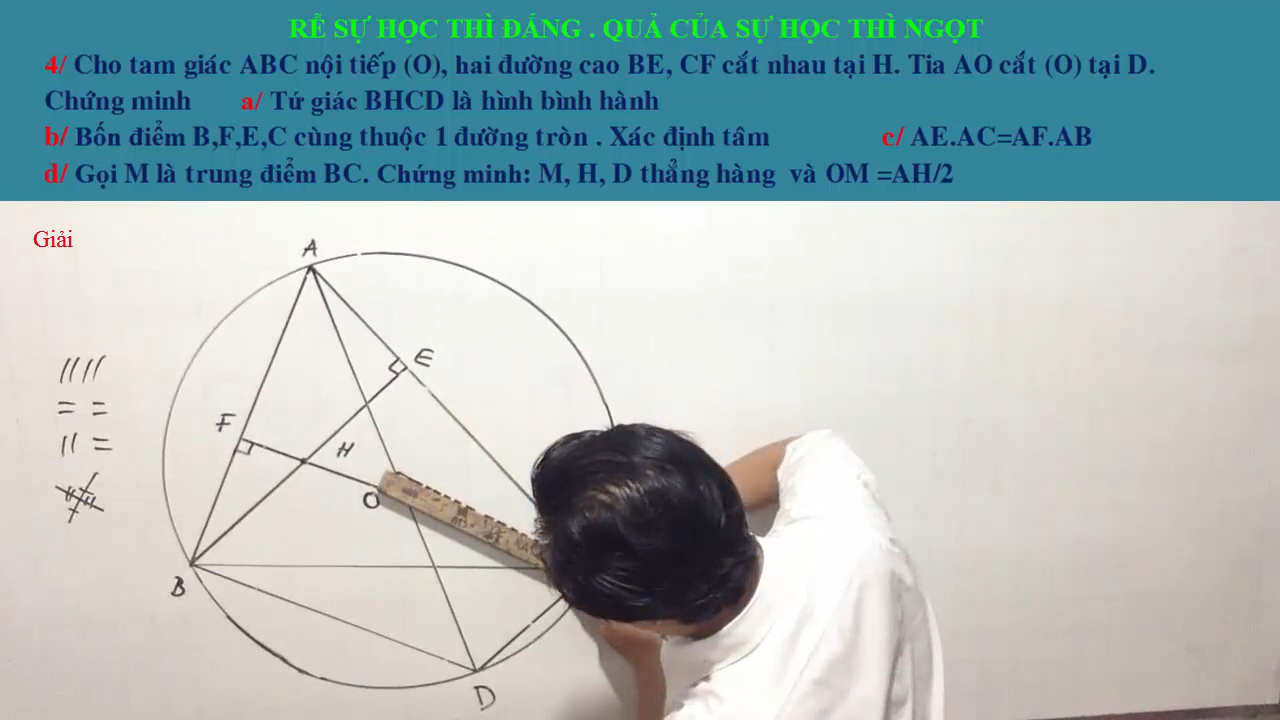 RỄ SỰ HỌC THÌ ĐẮNG . QUẢ CỦA SỰ HỌC THÌ NGỌT
4/ Cho tam giác ABC nội tiếp (O), hai đường cao BE, CF cắt nhau tại H. Tia AO cắt (O) tại D.
Chứng minh a/ Tứ giác BHCD là hình bình hành
b/ Bốn điểm B,F,E,C cùng thuộc 1 đường tròn . Xác định tâm c/ AE.AC=AF.AB
d/ Gọi M là trung điểm BC. Chứng minh: M, H, D thẳng hàng và OM =AH/2
Giải
A
E
F
H
O
B
D